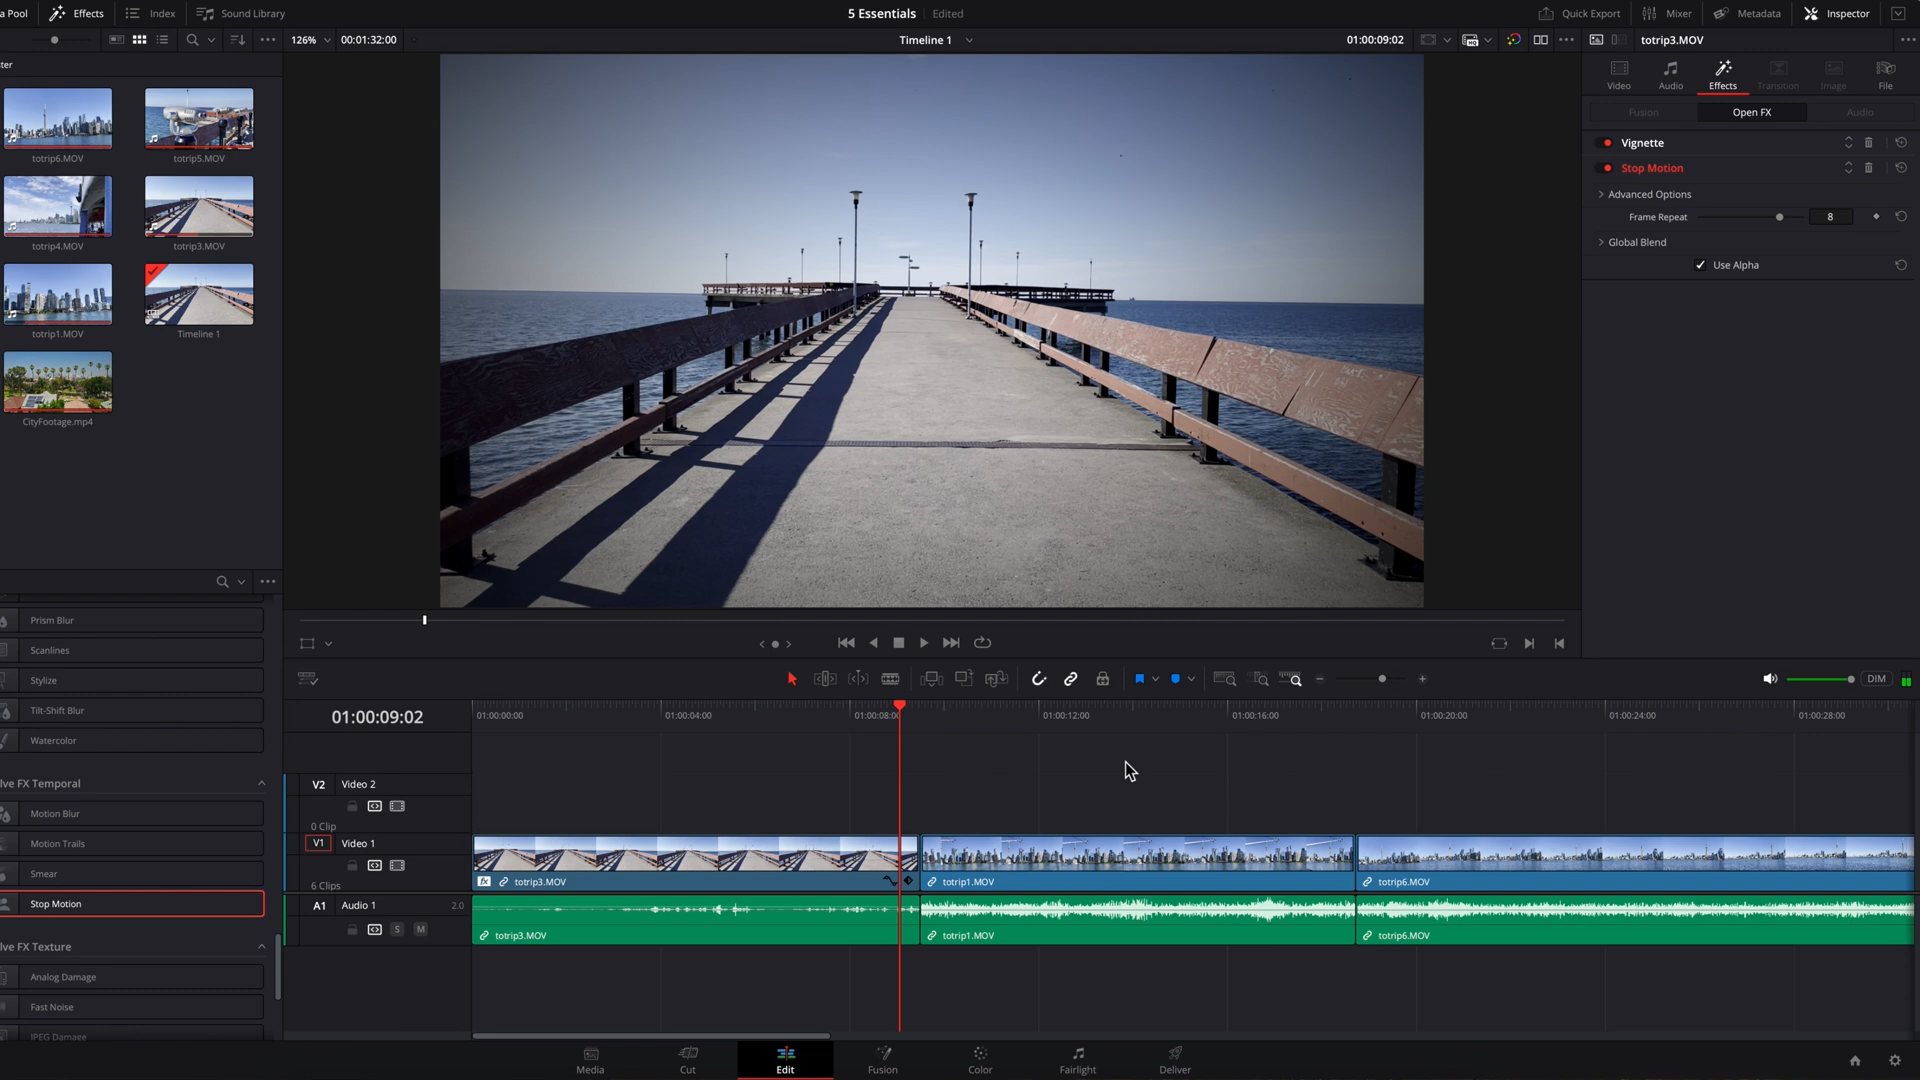 a Pool
Effects
Index
Sound Library
5 Essentials
Edited
Quick Export
Mixer
Metadata
Inspector
126%
00:01:32:00
Timeline 1
01:00:09:02
totrip3.MOV
ter
totrip6.MOV
totrip5.MOV
totrip4.MOV
totrip3.MOV
totrip1.MOV
Timeline 1
CityFootage.mp4
Video
Audio
Effects
Transition
Image
File
Fusion
Open FX
Audio
Vignette
Stop Motion
Advanced Options
Frame Repeat
8
Global Blend
Use Alpha
Prism Blur
Scanlines
Stylize
Tilt-Shift Blur
Watercolor
lve FX Temporal
Motion Blur
Motion Trails
Smear
Stop Motion
lve FX Texture
Analog Damage
Fast Noise
JPEG Damage
DIM
01:00:09:02
01:00:00:00
01:00:04:00
01:00:08:00
01:00:12:00
01:00:16:00
01:00:20:00
01:00:24:00
01:00:28:00
V2
Video 2
0 Clip
V1
Video 1
6 Clips
fx
totrip3.MOV
totrip1.MOV
totrip6.MOV
A1
Audio 1
2.0
S
M
totrip3.MOV
totrip1.MOV
totrip6.MOV
Media
Cut
Edit
Fusion
Color
Fairlight
Deliver